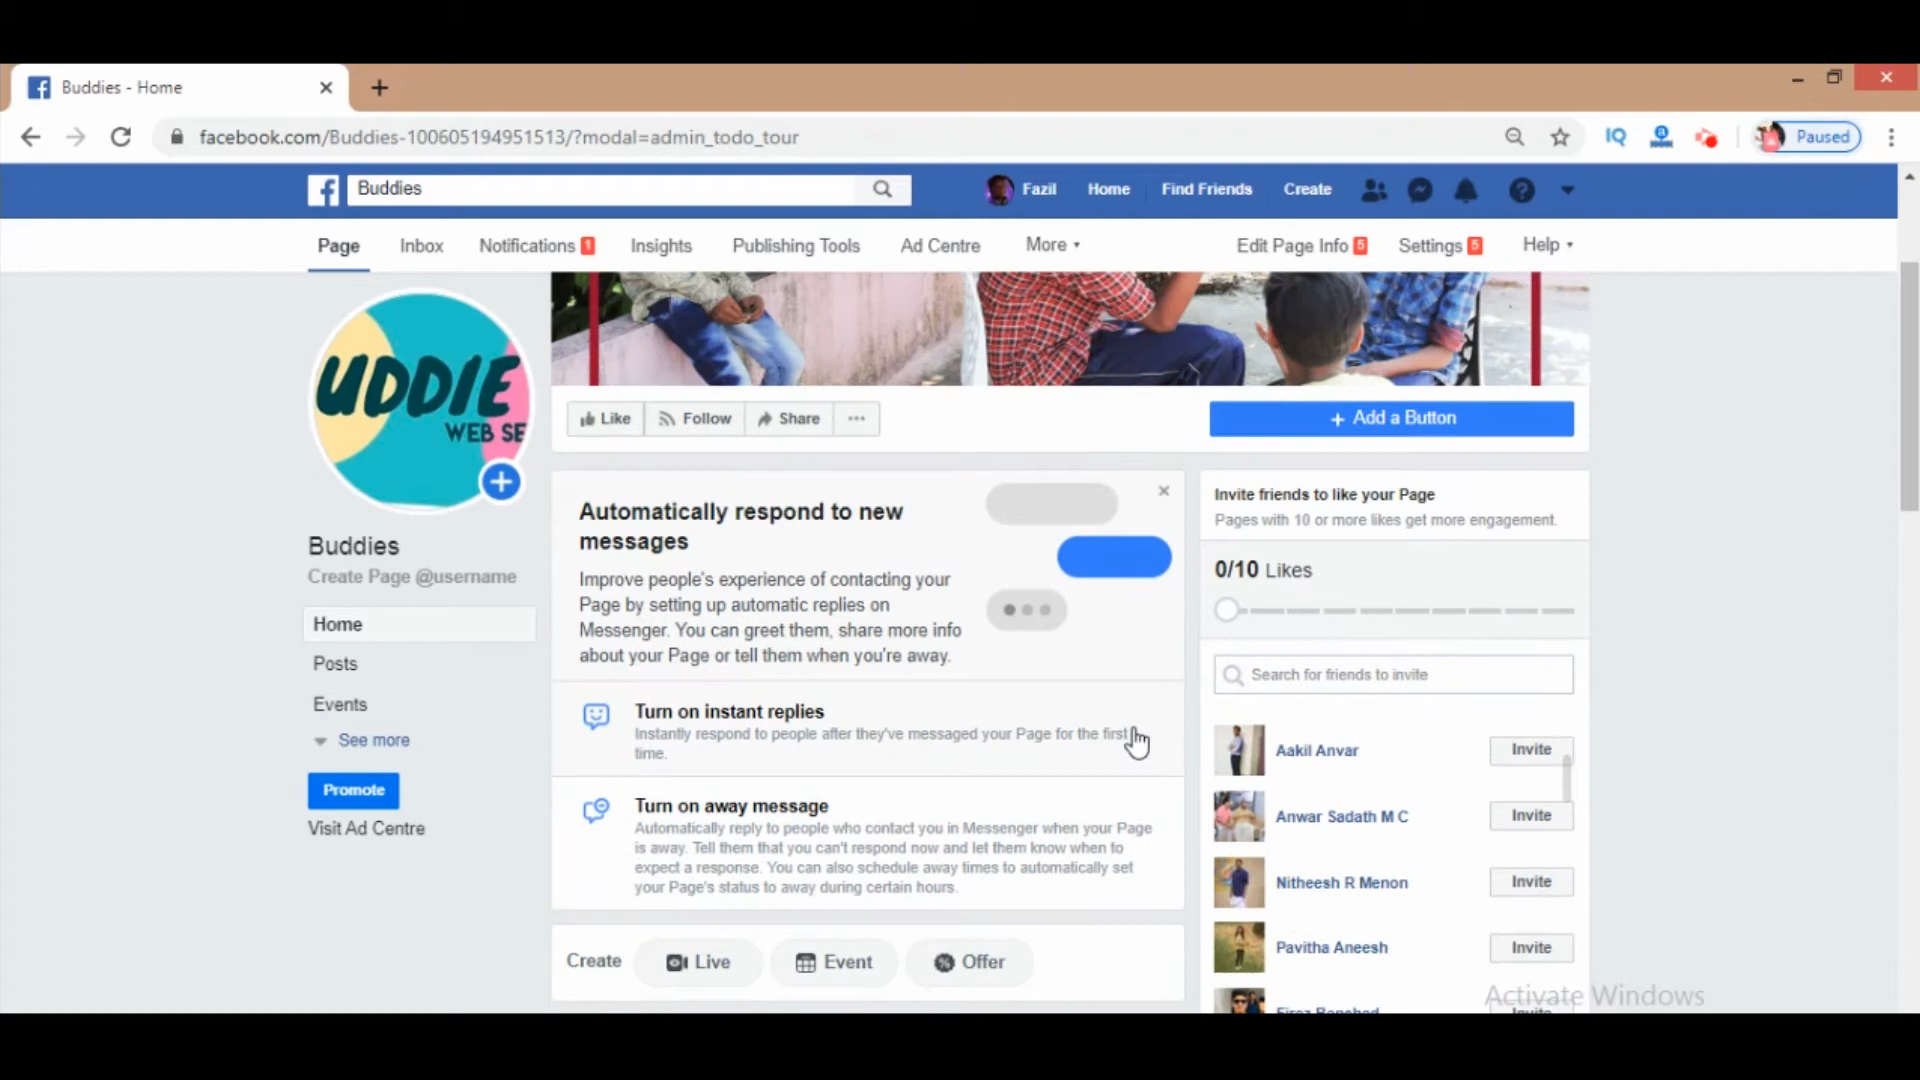 Buddies - Home
facebook.com/Buddies-100605194951513/?modal=admin_todo_tour
IQ
Paused
Buddies
Fazil
Home
Find Friends
Create
Page
Inbox
Notifications 1
Insights
Publishing Tools
Ad Centre
More
Edit Page Info 5
Settings 5
Help
UDDIE
WEB SE
Like
Follow
Share
+ Add a Button
Buddies
Create Page @username
Home
Posts
Events
See more
Promote
Visit Ad Centre
Automatically respond to new
messages
Improve people's experience of contacting your
Page by setting up automatic replies on
Messenger. You can greet them, share more info
about your Page or tell them when you're away.
Turn on instant replies
Instantly respond to people after they've messaged your Page for the first
time.
Turn on away message
Automatically reply to people who contact you in Messenger when your Page
is away. Tell them that you can't respond now and let them know when to
expect a response. You can also schedule away times to automatically set
your Page's status to away during certain hours.
Create
Live
Event
Offer
Invite friends to like your Page
Pages with 10 or more likes get more engagement.
0/10 Likes
Search for friends to invite
Aakil Anvar
Invite
Anwar Sadath M C
Invite
Nitheesh R Menon
Invite
Pavitha Aneesh
Invite
Activate Windows